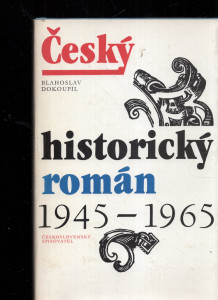 Český
BLAHOSLAV
DOKOUPIL
historický
román
1945–1965
ČESKOSLOVENSKÝ
SPISOVATEL